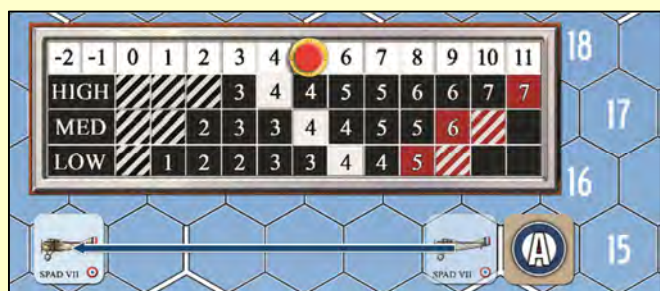 -2 -1 0 1 2 3 4 6 7 8 9 10 11
HIGH 3 4 4 5 5 6 6 7 7
MED 2 3 3 4 4 5 5 6
LOW 1 2 2 3 3 4 4 5
18
17
16
15
SPAD VII
SPAD VII
A